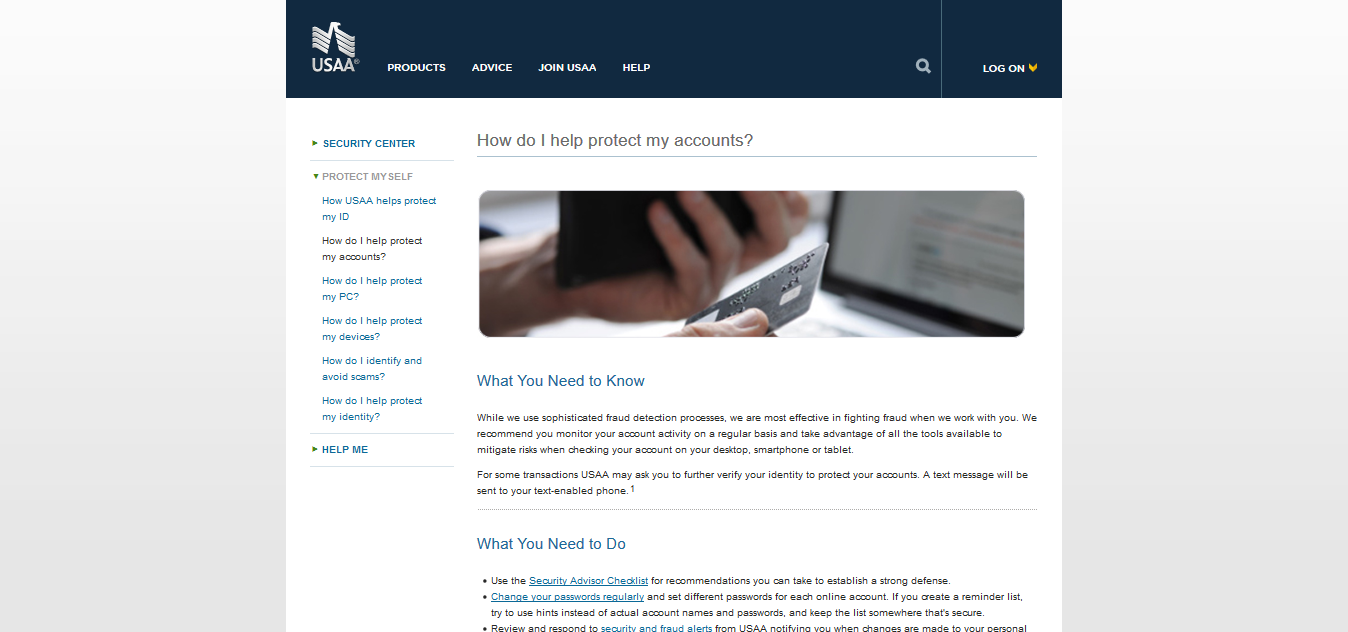 USAA®
PRODUCTS ADVICE JOIN USAA HELP
LOG ON
SECURITY CENTER
PROTECT MYSELF
How USAA helps protect
my ID
How do I help protect
my accounts?
How do I help protect
my PC?
How do I help protect
my devices?
How do I identify and
avoid scams?
How do I help protect
my identity?
HELP ME
How do I help protect my accounts?
What You Need to Know
While we use sophisticated fraud detection processes, we are most effective in fighting fraud when we work with you. We
recommend you monitor your account activity on a regular basis and take advantage of all the tools available to
mitigate risks when checking your account on your desktop, smartphone or tablet.
For some transactions USAA may ask you to further verify your identity to protect your accounts. A text message will be
sent to your text-enabled phone.1
What You Need to Do
• Use the Security Advisor Checklist for recommendations you can take to establish a strong defense.
• Change your passwords regularly and set different passwords for each online account. If you create a reminder list,
try to use hints instead of actual account names and passwords, and keep the list somewhere that's secure.
• Review and respond to security and fraud alerts from USAA notifying you when changes are made to your personal